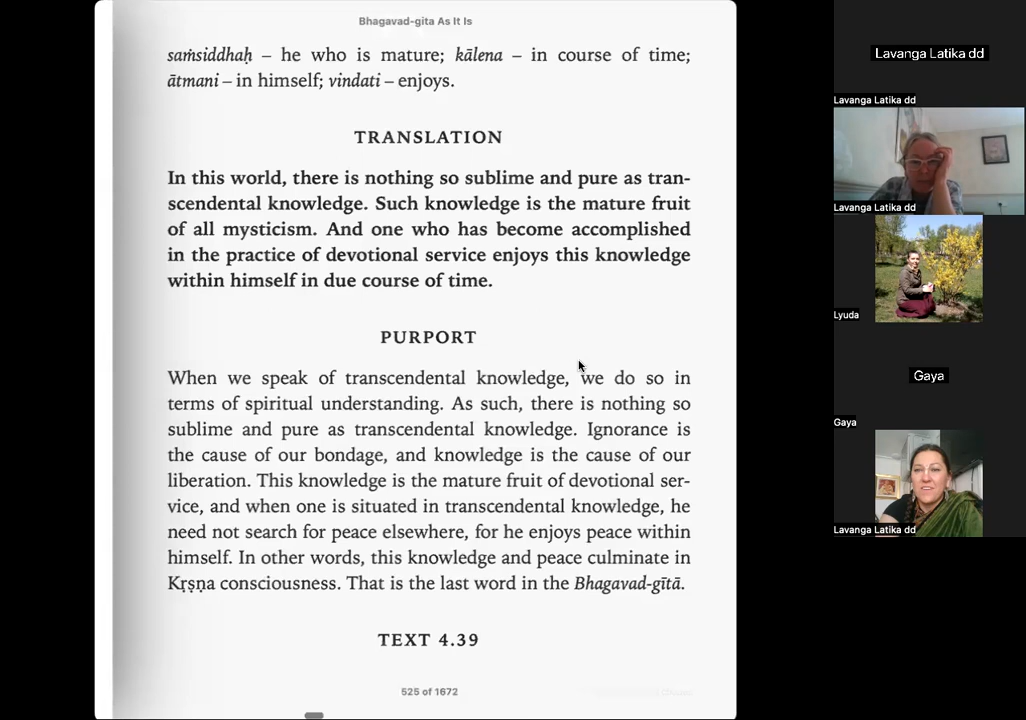 Bhagavad-gita As It Is
saṁsiddhaḥ – he who is mature; kālena – in course of time;
ātmani – in himself; vindati – enjoys.
TRANSLATION
In this world, there is nothing so sublime and pure as tran-
scendental knowledge. Such knowledge is the mature fruit
of all mysticism. And one who has become accomplished
in the practice of devotional service enjoys this knowledge
within himself in due course of time.
PURPORT
When we speak of transcendental knowledge, we do so in
terms of spiritual understanding. As such, there is nothing so
sublime and pure as transcendental knowledge. Ignorance is
the cause of our bondage, and knowledge is the cause of our
liberation. This knowledge is the mature fruit of devotional ser-
vice, and when one is situated in transcendental knowledge, he
need not search for peace elsewhere, for he enjoys peace within
himself. In other words, this knowledge and peace culminate in
Kṛṣṇa consciousness. That is the last word in the Bhagavad-gītā.
TEXT 4.39
525 of 1672
Lavanga Latika dd
Lavanga Latika dd
Lavanga Latika dd
Lyuda
Gaya
Gaya
Lavanga Latika dd